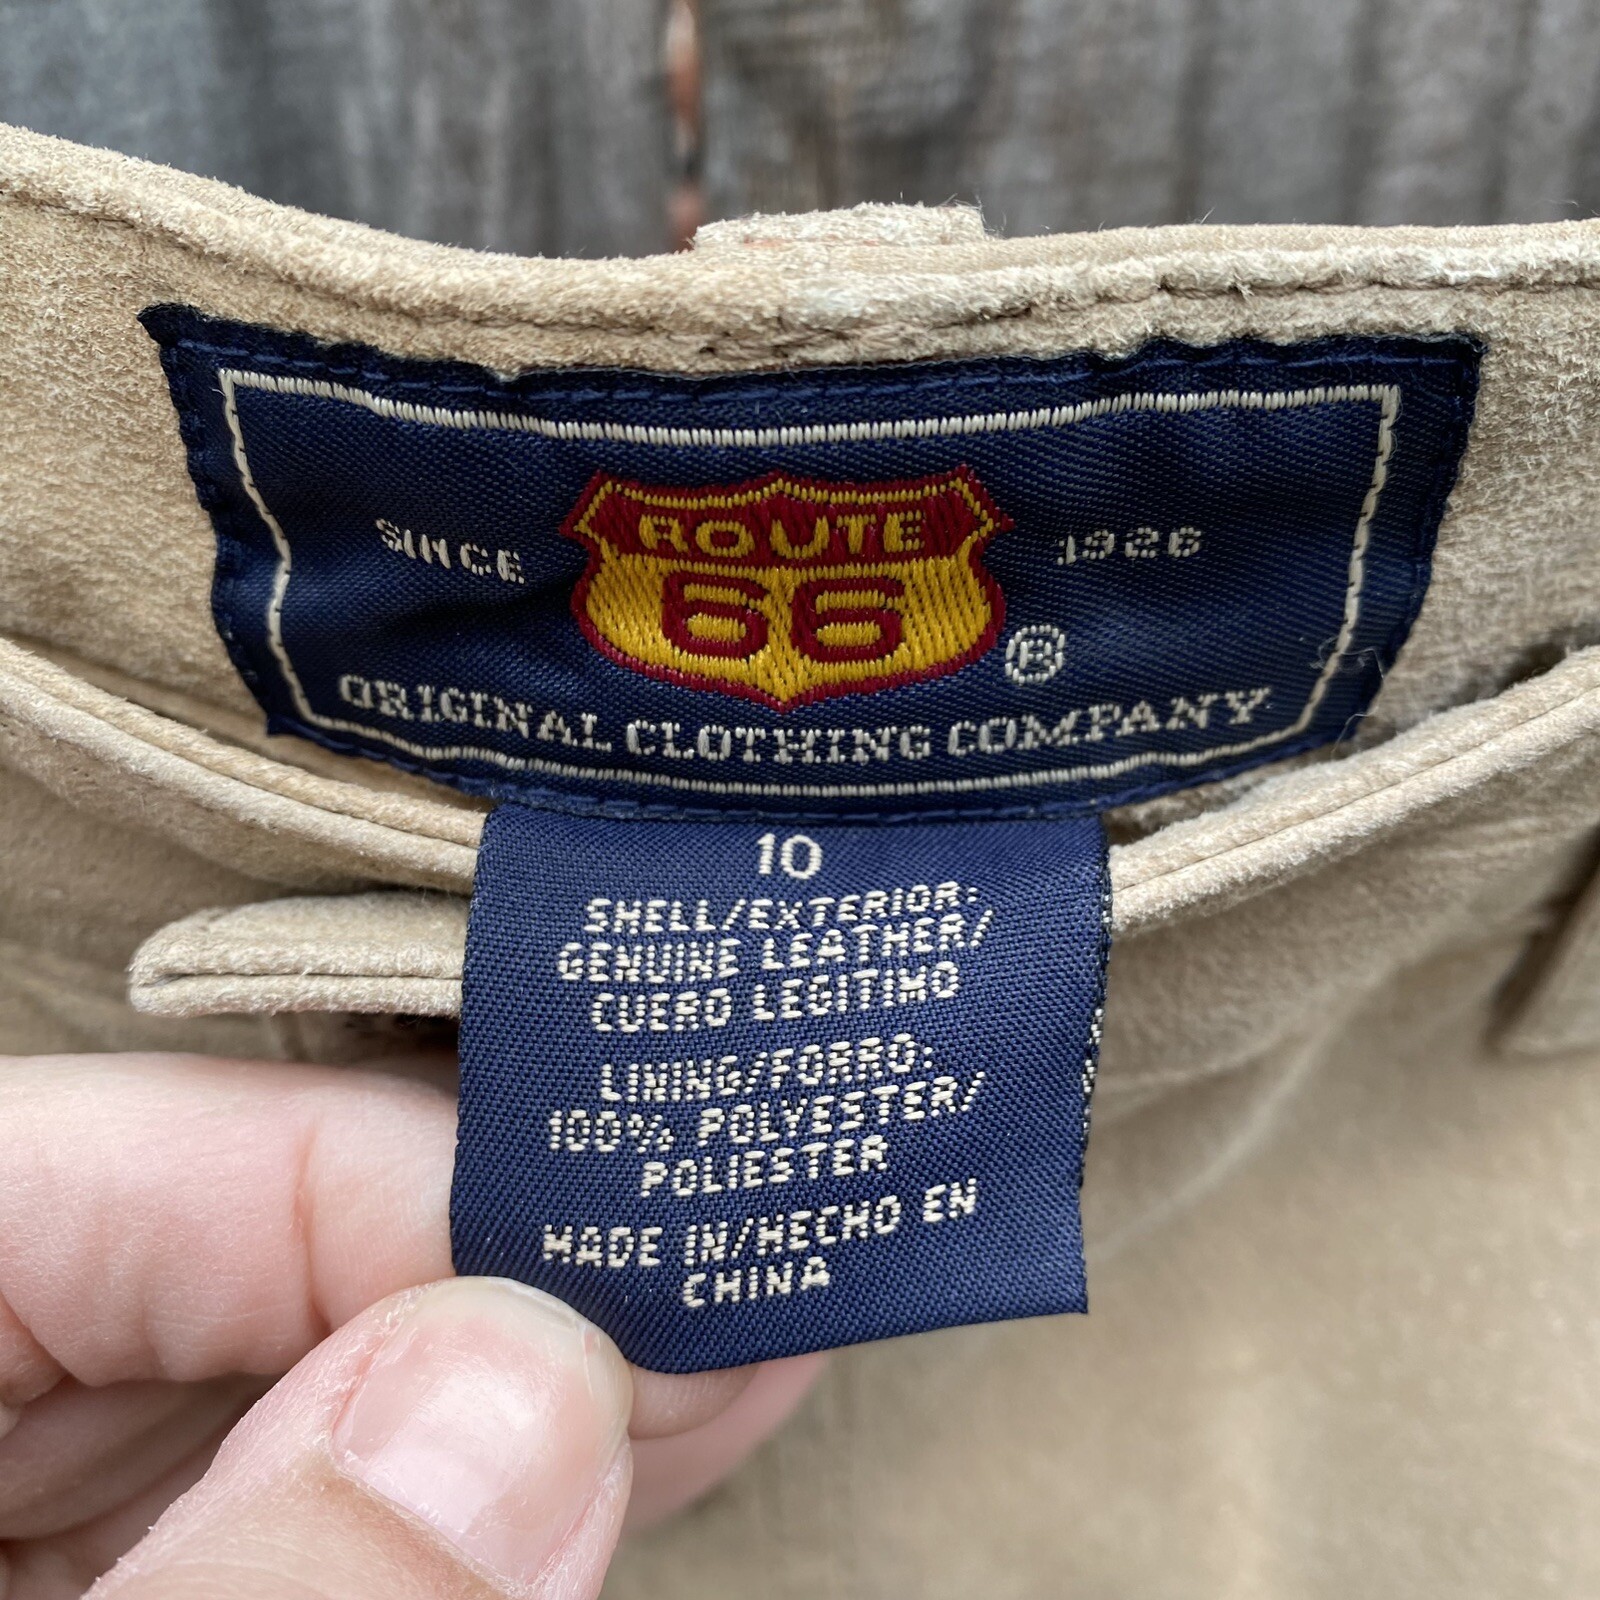 SINCE ROUTE 66 ® 1926
ORIGINAL CLOTHING COMPANY
10
SHELL/EXTERIOR:
GENUINE LEATHER/
CUERO LEGITIMO
LINING/FORRO:
100% POLYESTER/
POLIESTER
MADE IN/HECHO EN
CHINA